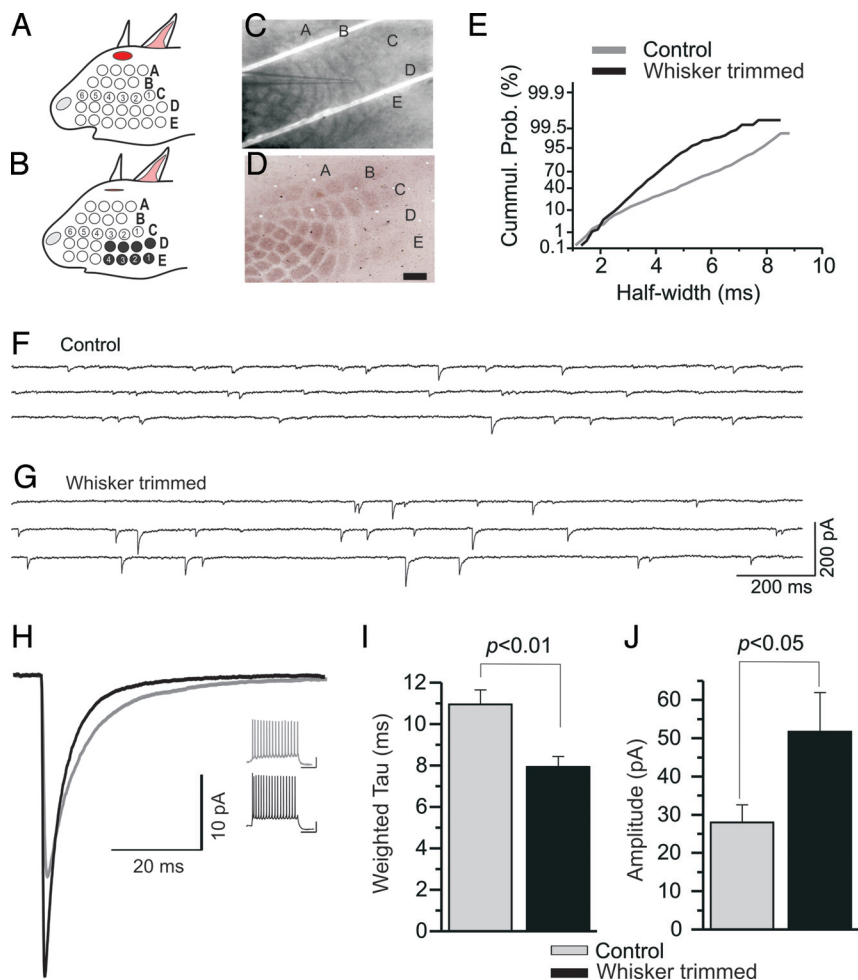 A
A
B
6 5 4 3 2 1 C
D
E
B
A
B
6 5 4 3 2 1 C
D
4 3 2 1 E
C
A B C
D
E
D
A B C
D
E
E
Control
Whisker trimmed
Cummul. Prob. (%)
99.9
99.5
95
70
40
10
1
0.1
2 4 6 8 10
Half-width (ms)
F Control
G Whisker trimmed
200 pA
200 ms
H
10 pA
20 ms
I
p<0.01
Weighted Tau (ms)
12
10
8
6
4
2
0
J
p<0.05
Amplitude (pA)
60
50
40
30
20
10
0
Control
Whisker trimmed